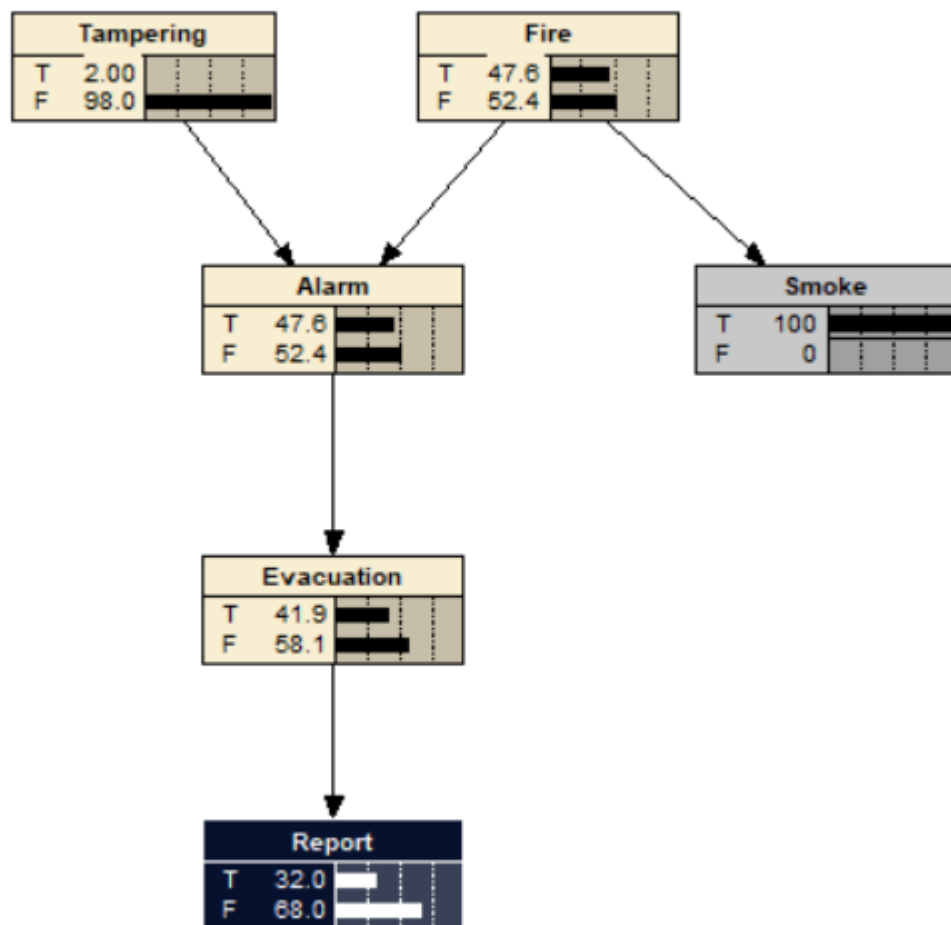 Tampering
T 2.00
F 98.0
Fire
T 47.6
F 52.4
Alarm
T 47.6
F 52.4
Smoke
T 100
F 0
Evacuation
T 41.9
F 58.1
Report
T 32.0
F 68.0